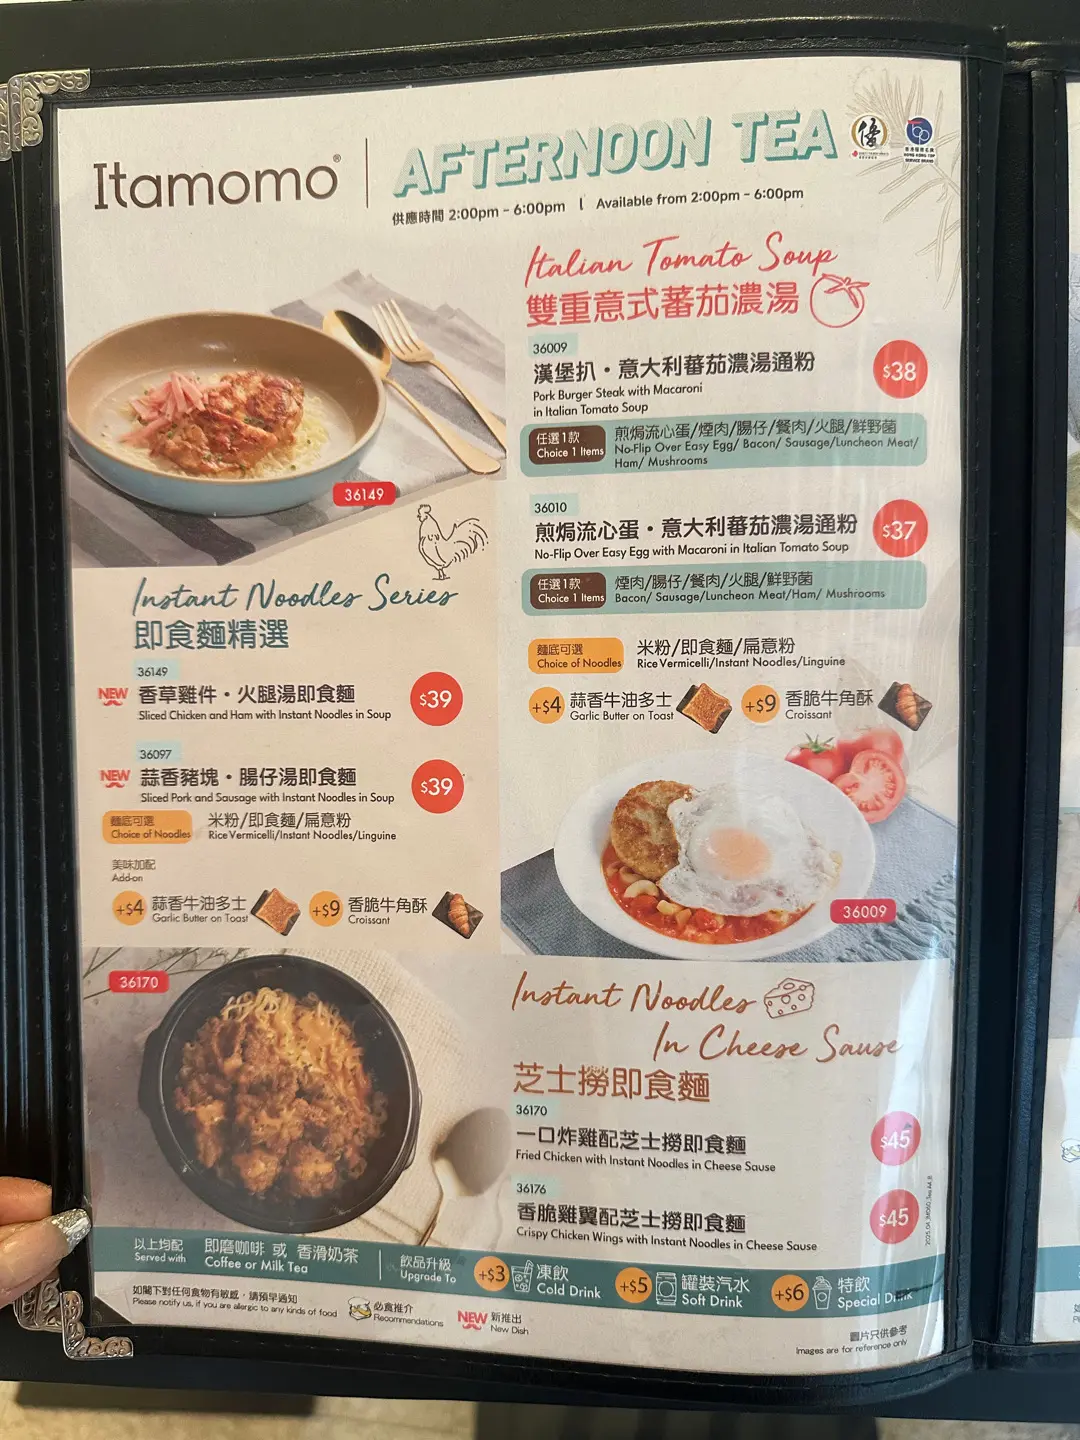 Itamomo®
AFTERNOON TEA
供應時間 2:00pm - 6:00pm | Available from 2:00pm - 6:00pm
優
top
HONG KONG TOP
SERVICE BRAND
Italian Tomato Soup
雙重意式蕃茄濃湯
36009
漢堡扒・意大利蕃茄濃湯通粉
$38
Pork Burger Steak with Macaroni
in Italian Tomato Soup
任選1款
Choice 1 Items
煎焗流心蛋/煙肉/腸仔/餐肉/火腿/鮮野菌
No-Flip Over Easy Egg/ Bacon/ Sausage/Luncheon Meat/
Ham/ Mushrooms
36010
煎焗流心蛋・意大利蕃茄濃湯通粉
$37
No-Flip Over Easy Egg with Macaroni in Italian Tomato Soup
任選1款
Choice 1 Items
煙肉/腸仔/餐肉/火腿/鮮野菌
Bacon/ Sausage/Luncheon Meat/Ham/ Mushrooms
麵底可選
Choice of Noodles
米粉/即食麵/扁意粉
Rice Vermicelli/Instant Noodles/Linguine
+$4
蒜香牛油多士
Garlic Butter on Toast
+$9
香脆牛角酥
Croissant
36009
36149
Instant Noodles Series
即食麵精選
36149
NEW
香草雞件・火腿湯即食麵
$39
Sliced Chicken and Ham with Instant Noodles in Soup
36097
NEW
蒜香豬塊・腸仔湯即食麵
$39
Sliced Pork and Sausage with Instant Noodles in Soup
麵底可選
Choice of Noodles
米粉/即食麵/扁意粉
Rice Vermicelli/Instant Noodles/Linguine
美味加配
Add-on
+$4
蒜香牛油多士
Garlic Butter on Toast
+$9
香脆牛角酥
Croissant
36170
Instant Noodles
In Cheese Sause
芝士撈即食麵
36170
一口炸雞配芝士撈即食麵
$45
Fried Chicken with Instant Noodles in Cheese Sause
36176
香脆雞翼配芝士撈即食麵
$45
Crispy Chicken Wings with Instant Noodles in Cheese Sause
以上均配
Served with
即磨咖啡 或 香滑奶茶
Coffee or Milk Tea
飲品升級
Upgrade To
+$3
凍飲
Cold Drink
+$5
罐裝汽水
Soft Drink
+$6
特飲
Special Drink
如閣下對任何食物有敏感，請預早通知
Please notify us, if you are allergic to any kinds of food
必食推介
Recommendations
NEW
新推出
New Dish
圖片只供參考
Images are for reference only